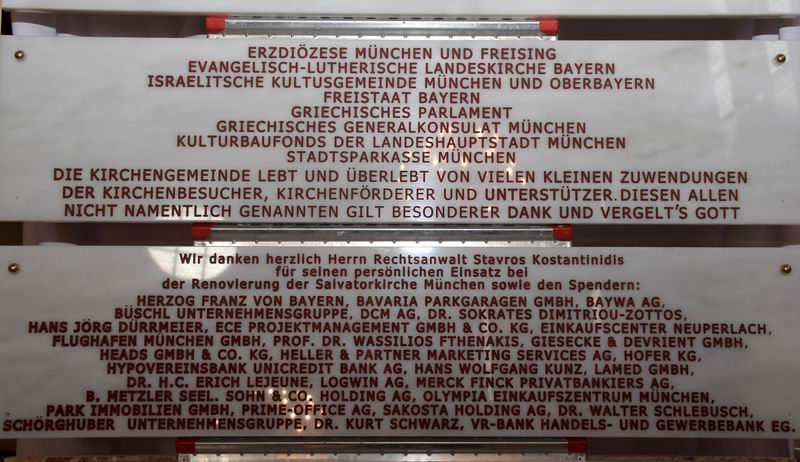 ERZDIÖZESE MÜNCHEN UND FREISING
EVANGELISCH-LUTHERISCHE LANDESKIRCHE BAYERN
ISRAELITSCHE KULTUSGEMEINDE MÜNCHEN UND OBERBAYERN
FREISTAAT BAYERN
GRIECHISCHES PARLAMENT
GRIECHISCHES GENERALKONSULAT MÜNCHEN
KULTURBAUFONDS DER LANDESHAUPTSTADT MÜNCHEN
STADTSPARKASSE MÜNCHEN
DIE KIRCHENGEMEINDE LEBT UND ÜBERLEBT VON VIELEN KLEINEN ZUWENDUNGEN
DER KIRCHENBESUCHER, KIRCHENFÖRDERER UND UNTERSTÜTZER.DIESEN ALLEN
NICHT NAMENTLICH GENANNTEN GILT BESONDERER DANK UND VERGELT'S GOTT
Wir danken herzlich Herrn Rechtsanwalt Stavros Kostantinidis
für seinen persönlichen Einsatz bei
der Renovierung der Salvatorkirche München sowie den Spendern:
HERZOG FRANZ VON BAYERN, BAVARIA PARKGARAGEN GMBH, BAYWA AG,
BÜSCHL UNTERNEHMENSGRUPPE, DCM AG, DR. SOKRATES DIMITRIOU-ZOTTOS,
HANS JÖRG DÜRRMEIER, ECE PROJEKTMANAGEMENT GMBH & CO. KG, EINKAUFSCENTER NEUPERLACH,
FLUGHAFEN MÜNCHEN GMBH, PROF. DR. WASSILIOS FTHENAKIS, GIESECKE & DEVRIENT GMBH,
HEADS GMBH & CO. KG, HELLER & PARTNER MARKETING SERVICES AG, HOFER KG,
HYPOVEREINSBANK UNICREDIT BANK AG, HANS WOLFGANG KUNZ, LAMED GMBH,
DR. H.C. ERICH LEJEUNE, LOGWIN AG, MERCK FINCK PRIVATBANKIERS AG,
B. METZLER SEEL. SOHN & CO. HOLDING AG, OLYMPIA EINKAUFSZENTRUM MÜNCHEN,
PARK IMMOBILIEN GMBH, PRIME-OFFICE AG, SAKOSTA HOLDING AG, DR. WALTER SCHLEBUSCH,
SCHÖRGHUBER UNTERNEHMENSGRUPPE, DR. KURT SCHWARZ, VR-BANK HANDELS- UND GEWERBEBANK EG.